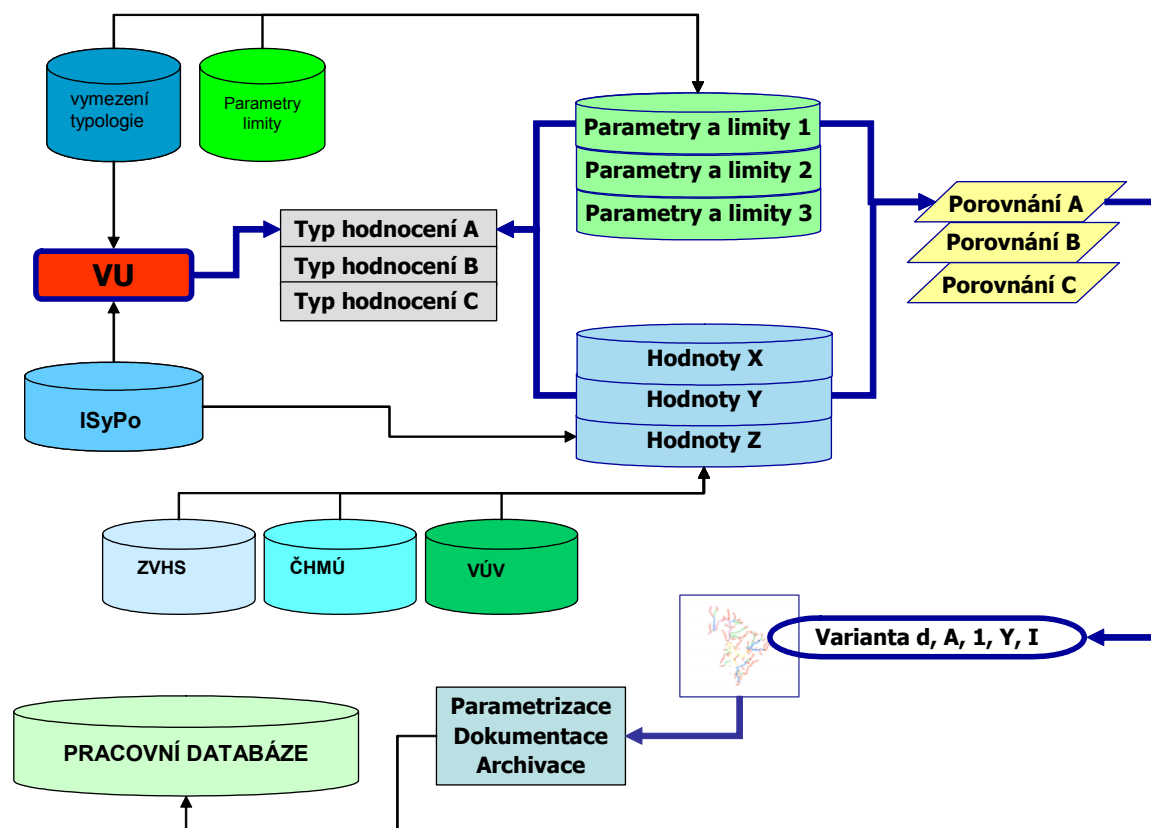 vymezení
typologie
Parametry
limity
Parametry a limity 1
Parametry a limity 2
Parametry a limity 3
Porovnání A
Porovnání B
Porovnání C
Typ hodnocení A
Typ hodnocení B
Typ hodnocení C
VU
Hodnoty X
Hodnoty Y
Hodnoty Z
ISyPo
ZVHS
ČHMÚ
VÚV
Varianta d, A, 1, Y, I
Parametrizace
Dokumentace
Archivace
PRACOVNÍ DATABÁZE